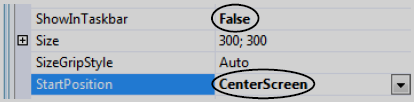 ShowInTaskbar False
Size 300; 300
SizeGripStyle Auto
StartPosition CenterScreen